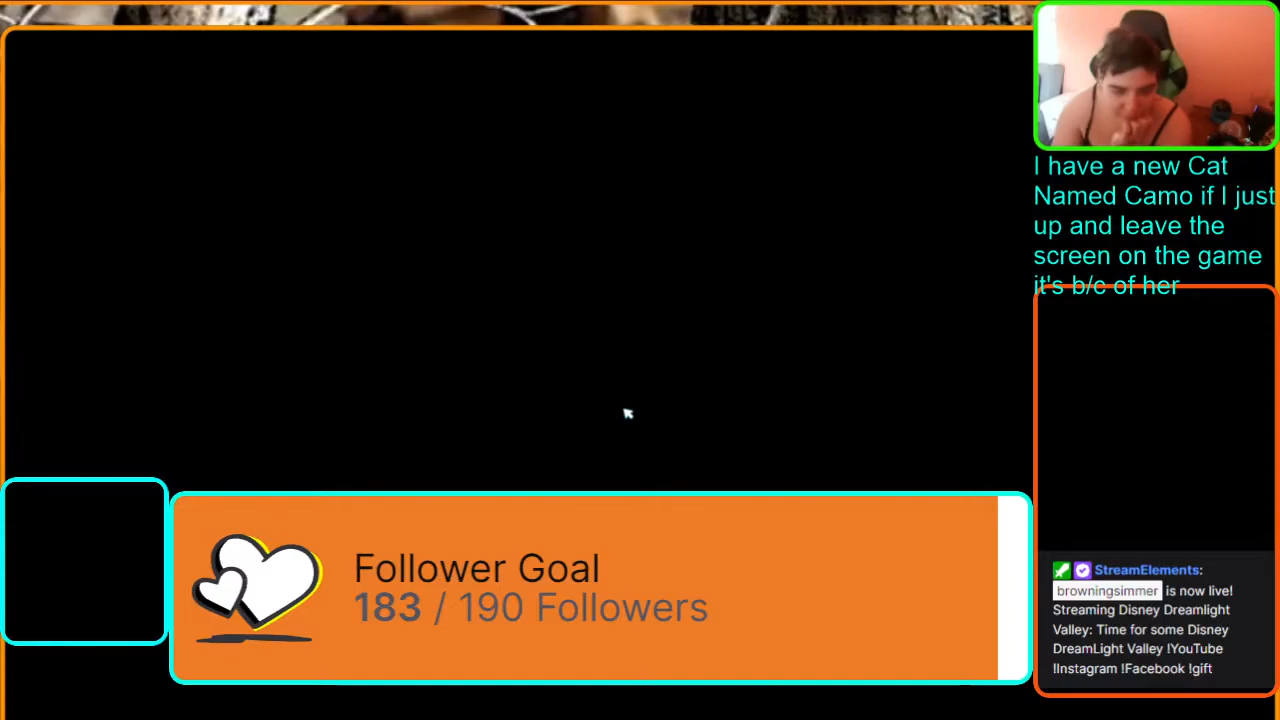 I have a new Cat
Named Camo if I just
up and leave the
screen on the game
it's b/c of her
Follower Goal
183 / 190 Followers
StreamElements:
browningsimmer is now live!
Streaming Disney Dreamlight
Valley: Time for some Disney
DreamLight Valley !YouTube
!Instagram !Facebook !gift